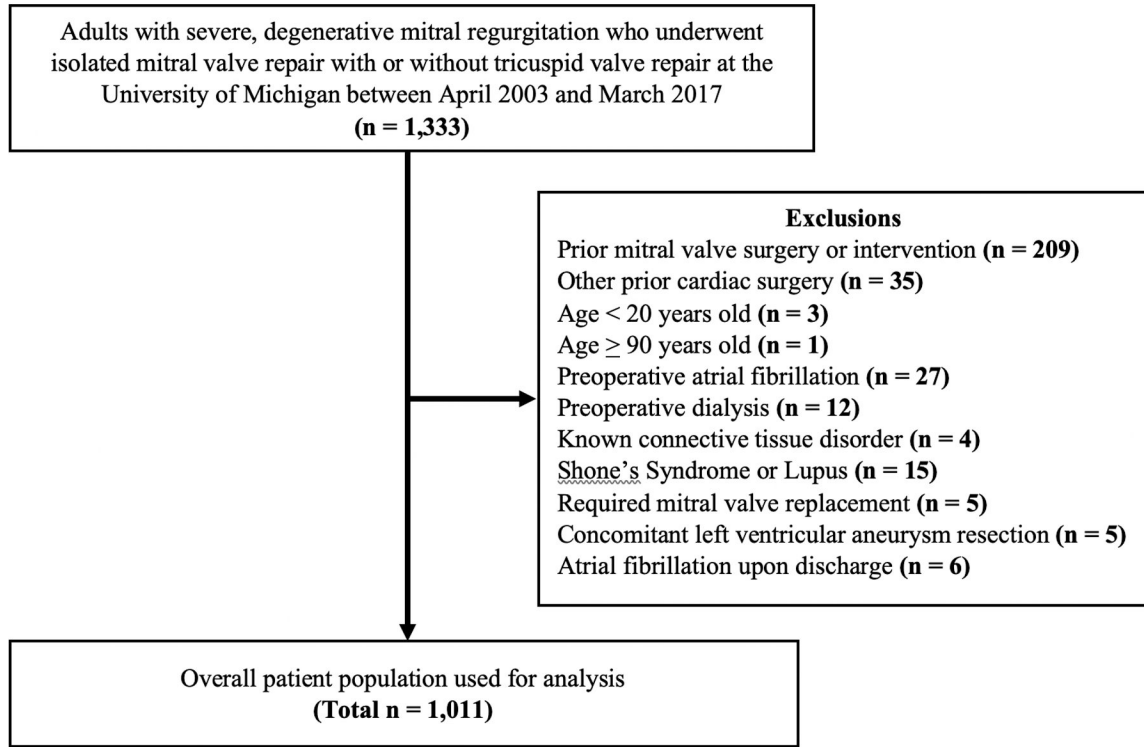 Adults with severe, degenerative mitral regurgitation who underwent
isolated mitral valve repair with or without tricuspid valve repair at the
University of Michigan between April 2003 and March 2017
(n = 1,333)
Exclusions
Prior mitral valve surgery or intervention (n = 209)
Other prior cardiac surgery (n = 35)
Age < 20 years old (n = 3)
Age ≥ 90 years old (n = 1)
Preoperative atrial fibrillation (n = 27)
Preoperative dialysis (n = 12)
Known connective tissue disorder (n = 4)
Shone’s Syndrome or Lupus (n = 15)
Required mitral valve replacement (n = 5)
Concomitant left ventricular aneurysm resection (n = 5)
Atrial fibrillation upon discharge (n = 6)
Overall patient population used for analysis
(Total n = 1,011)